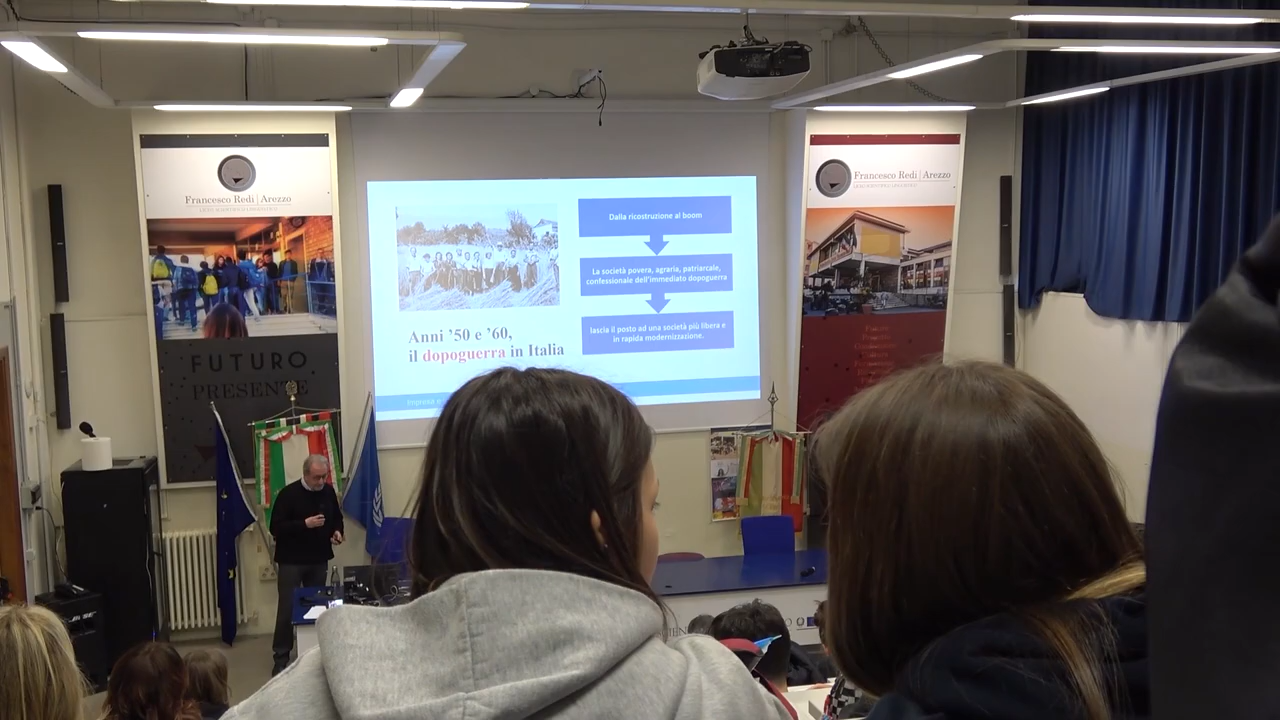 Francesco Redi | Arezzo
FUTURO,
PRESENTE
Dalla ricostruzione al boom
La società povera, agraria, patriarcale,
confessionale dell'immediato dopoguerra
lascia il posto ad una società più libera e
in rapida modernizzazione.
Anni '50 e '60,
il dopoguerra in Italia
Impresa e
Francesco Redi | Arezzo